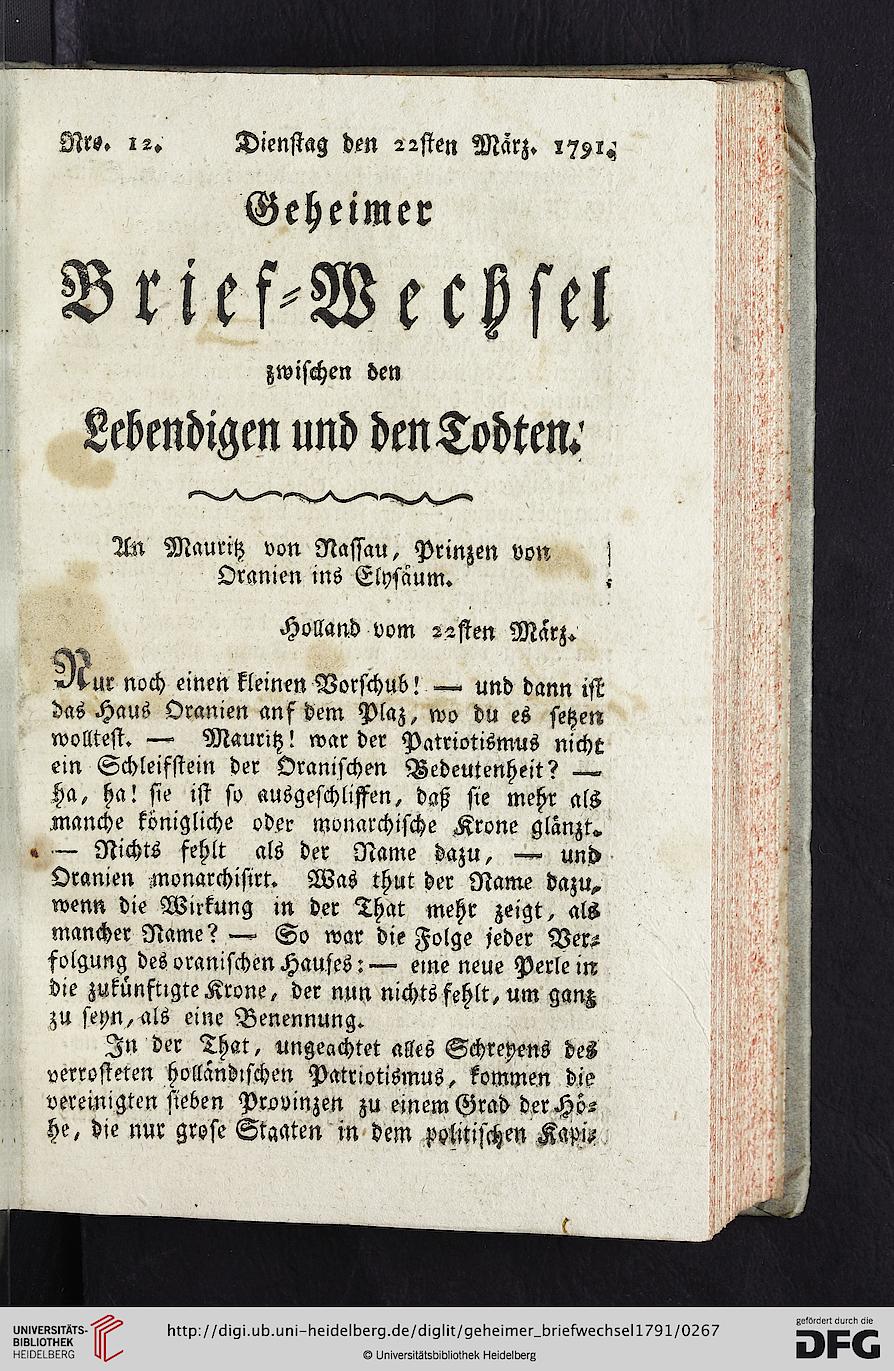 Nro. 12. Dienstag den 22sten März. 1791.
Geheimer
Brief-Wechsel
zwischen den
Lebendigen und den Todten.
An Mauritz von Nassau, Prinzen von
Oranien ins Elysäum.
Holland vom 22sten März.
Nur noch einen kleinen Vorschub! — und dann ist
das Haus Oranien anf dem Plaz, wo du es setzen
wolltest. — Mauritz! war der Patriotismus nicht
ein Schleifstein der Oranischen Bedeutenheit? —
ha, ha! sie ist so ausgeschliffen, daß sie mehr als
manche königliche oder monarchische Krone glänzt.
— Nichts fehlt als der Name dazu, — und
Oranien monarchisirt. Was thut der Name dazu,
wenn die Wirkung in der That mehr zeigt, als
mancher Name? — So war die Folge jeder Ver-
folgung des oranischen Hauses: — eine neue Perle in
die zukünftigte Krone, der nun nichts fehlt, um ganz
zu seyn, als eine Benennung.
In der That, ungeachtet alles Schreyens des
verrosteten holländischen Patriotismus, kommen die
vereinigten sieben Provinzen zu einem Grad der Hö-
he, die nur grose Staaten in dem politischen Kapi-
UNIVERSITÄTS-
BIBLIOTHEK
HEIDELBERG
http://digi.ub.uni-heidelberg.de/diglit/geheimer_briefwechsel1791/0267
© Universitätsbibliothek Heidelberg
gefördert durch die
DFG